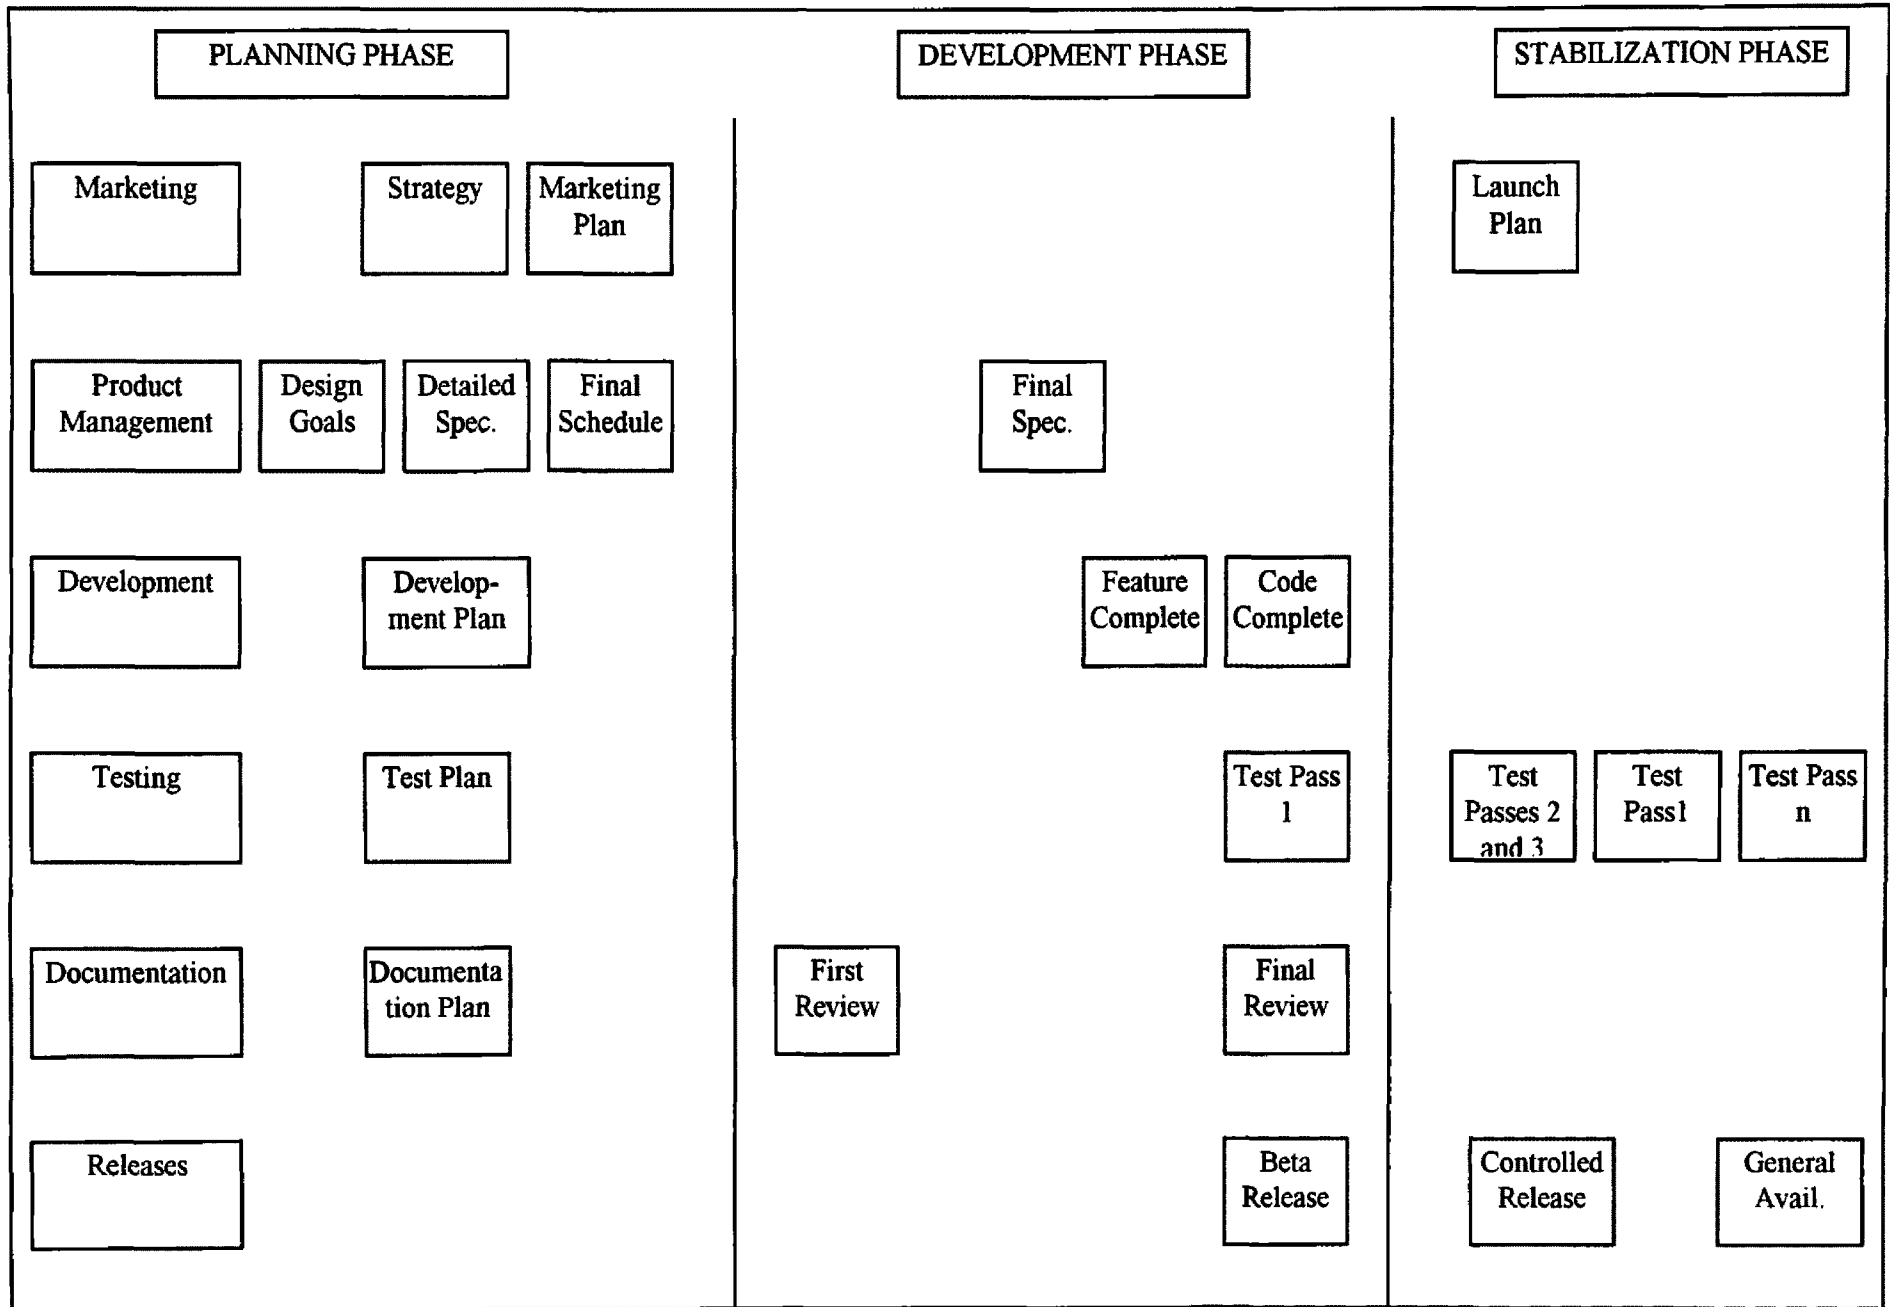 PLANNING PHASE
DEVELOPMENT PHASE
STABILIZATION PHASE
Marketing
Strategy
Marketing
Plan
Launch
Plan
Product
Management
Design
Goals
Detailed
Spec.
Final
Schedule
Final
Spec.
Development
Develop-
ment Plan
Feature
Complete
Code
Complete
Testing
Test Plan
Test Pass
1
Test
Passes 2
and 3
Test
Pass1
Test Pass
n
Documentation
Documenta
tion Plan
First
Review
Final
Review
Releases
Beta
Release
Controlled
Release
General
Avail.